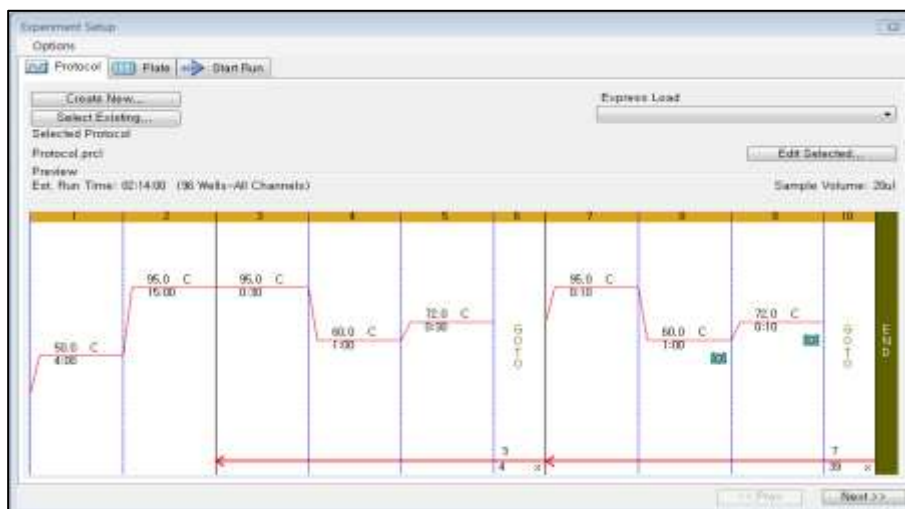 Experiment Setup
Options
Protocol Plate Start Run
Create New... Express Load
Select Existing...
Selected Protocol
Protocol.prcl Edit Selected...
Preview
Est. Run Time: 02:14:00 (96 Wells-All Channels) Sample Volume: 20ul
1 2 3 4 5 6 7 8 9 10
95.0 C 95.0 C 95.0 C
15:00 0:30 0:10
72.0 C 72.0 C
60.0 C 0:30 60.0 C 0:10
1:00 1:00
50.0 C
4:00
GOTO GOTO END
3 7
4 x 39 x
<< Prev Next >>